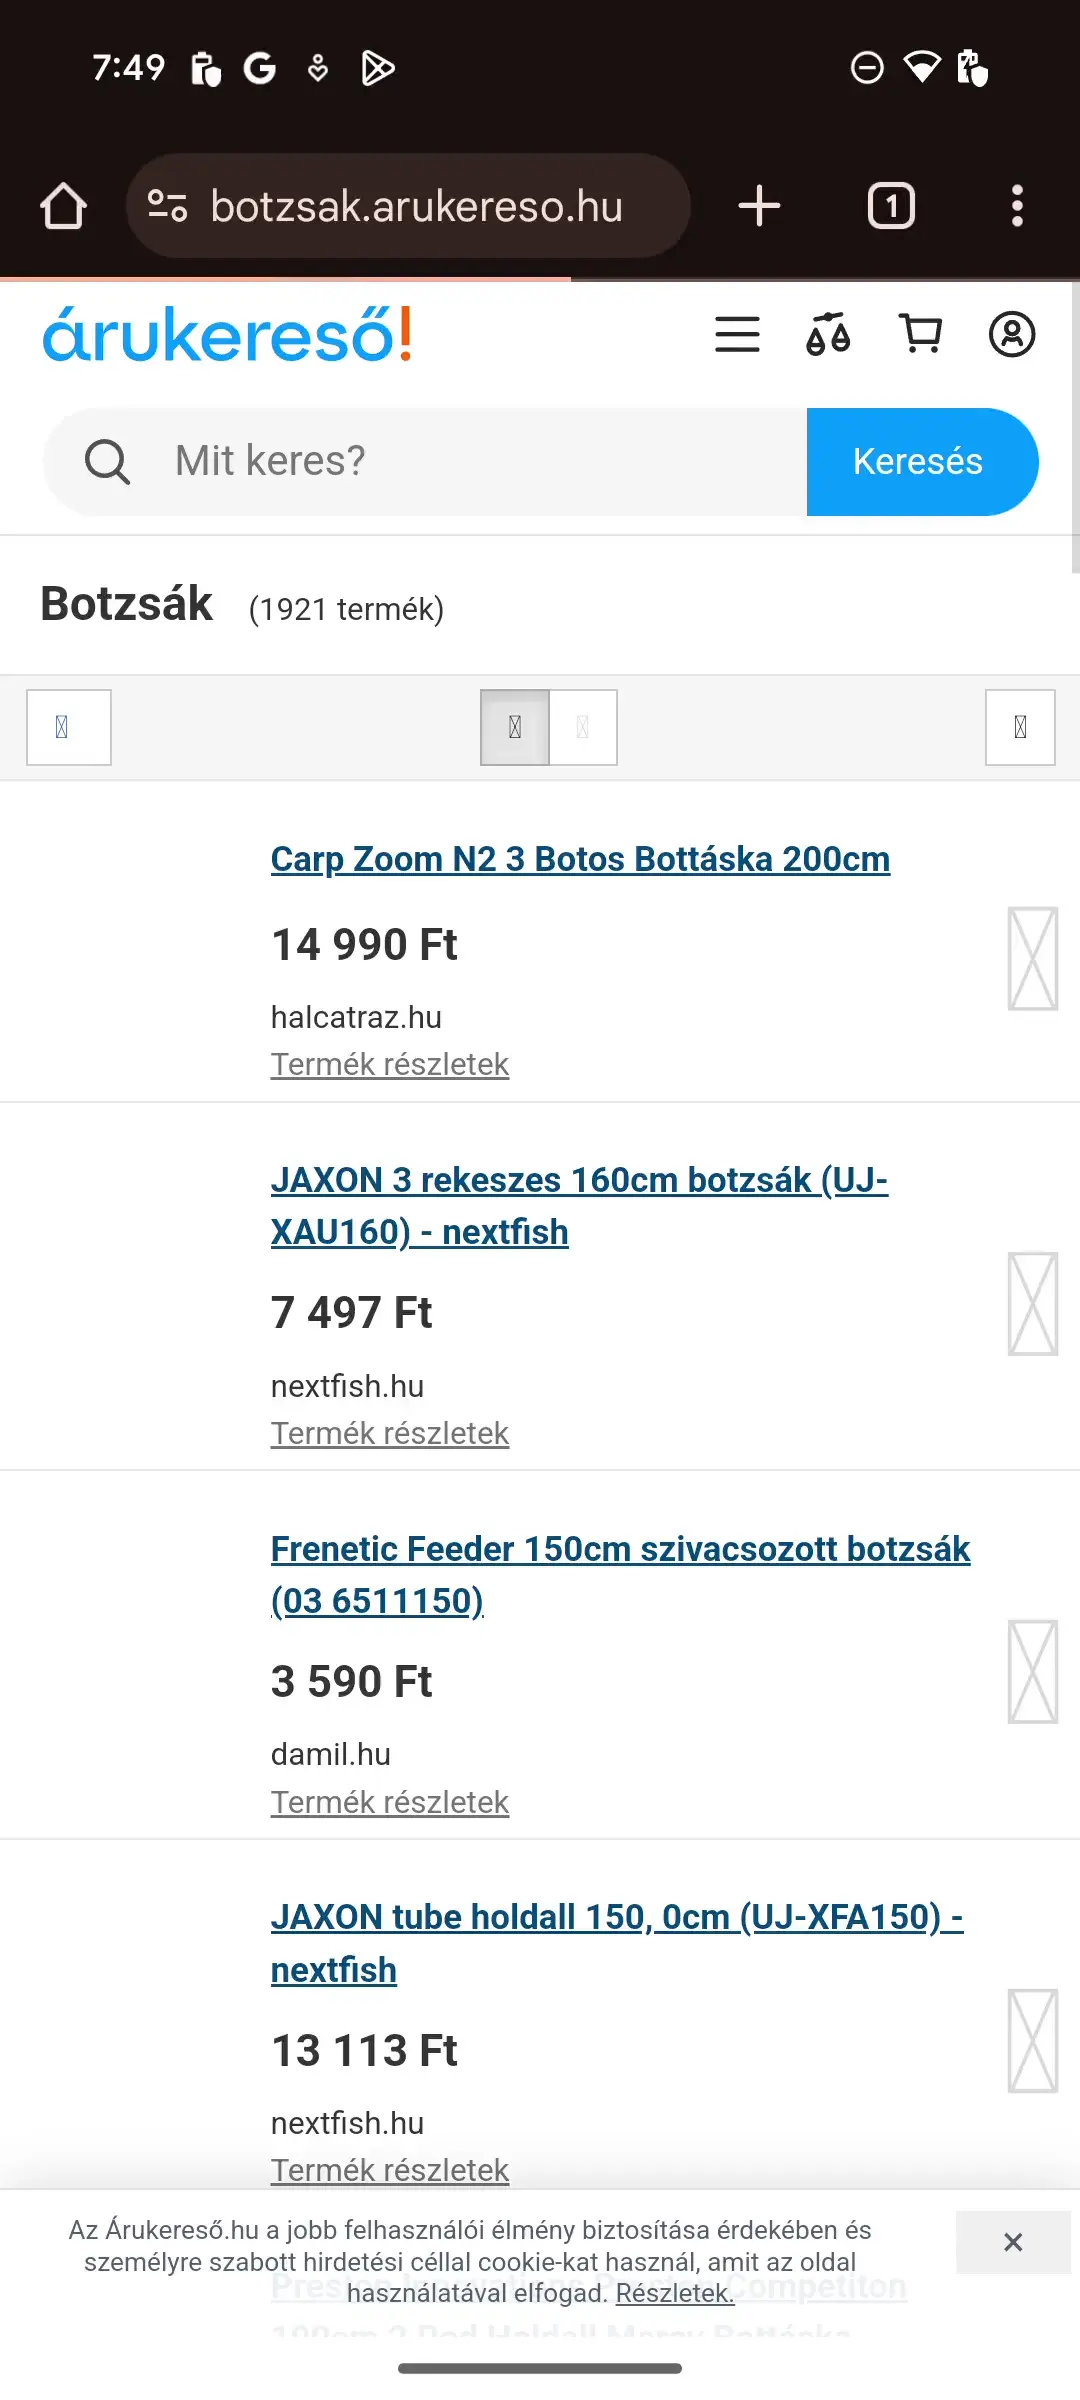 7:49
botzsak.arukereso.hu
1
árukereső!
Mit keres?
Keresés
Botzsák (1921 termék)
Carp Zoom N2 3 Botos Bottáska 200cm
14 990 Ft
halcatraz.hu
Termék részletek
JAXON 3 rekeszes 160cm botzsák (UJ-
XAU160) - nextfish
7 497 Ft
nextfish.hu
Termék részletek
Frenetic Feeder 150cm szivacsozott botzsák
(03 6511150)
3 590 Ft
damil.hu
Termék részletek
JAXON tube holdall 150, 0cm (UJ-XFA150) -
nextfish
13 113 Ft
nextfish.hu
Termék részletek
Az Árukereső.hu a jobb felhasználói élmény biztosítása érdekében és
személyre szabott hirdetési céllal cookie-kat használ, amit az oldal
használatával elfogad. Részletek.
×